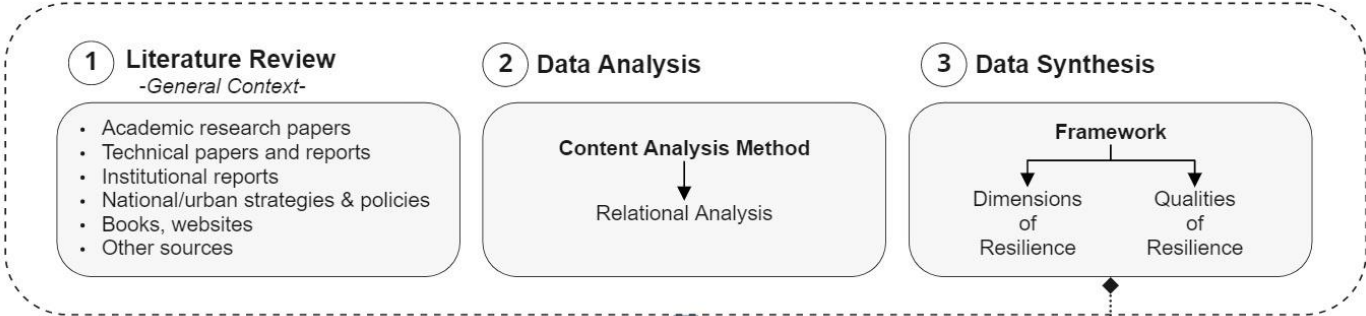 1 Literature Review
-General Context-
• Academic research papers
• Technical papers and reports
• Institutional reports
• National/urban strategies & policies
• Books, websites
• Other sources
2 Data Analysis
Content Analysis Method
Relational Analysis
3 Data Synthesis
Framework
Dimensions
of
Resilience
Qualities
of
Resilience